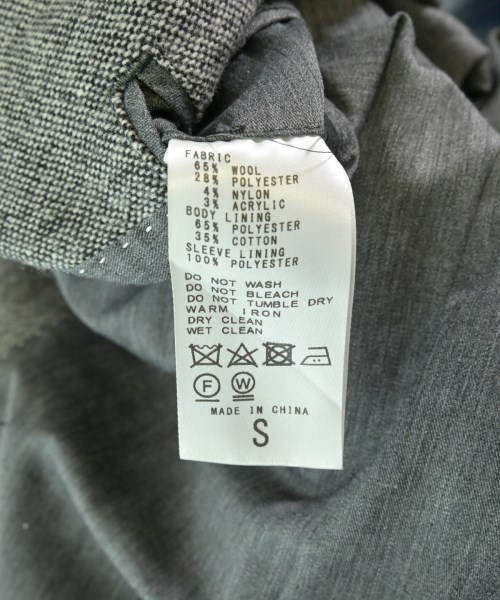 FABRIC
65% WOOL
28% POLYESTER
4% NYLON
3% ACRYLIC
BODY LINING
65% POLYESTER
35% COTTON
SLEEVE LINING
100% POLYESTER
DO NOT WASH
DO NOT BLEACH
DO NOT TUMBLE DRY
WARM IRON
DRY CLEAN
WET CLEAN
F W
MADE IN CHINA
S